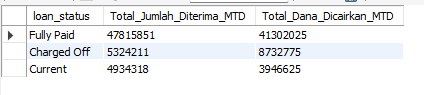 loan_status Total_Jumlah_Diterima_MTD Total_Dana_Dicairkan_MTD
Fully Paid 47815851 41302025
Charged Off 5324211 8732775
Current 4934318 3946625